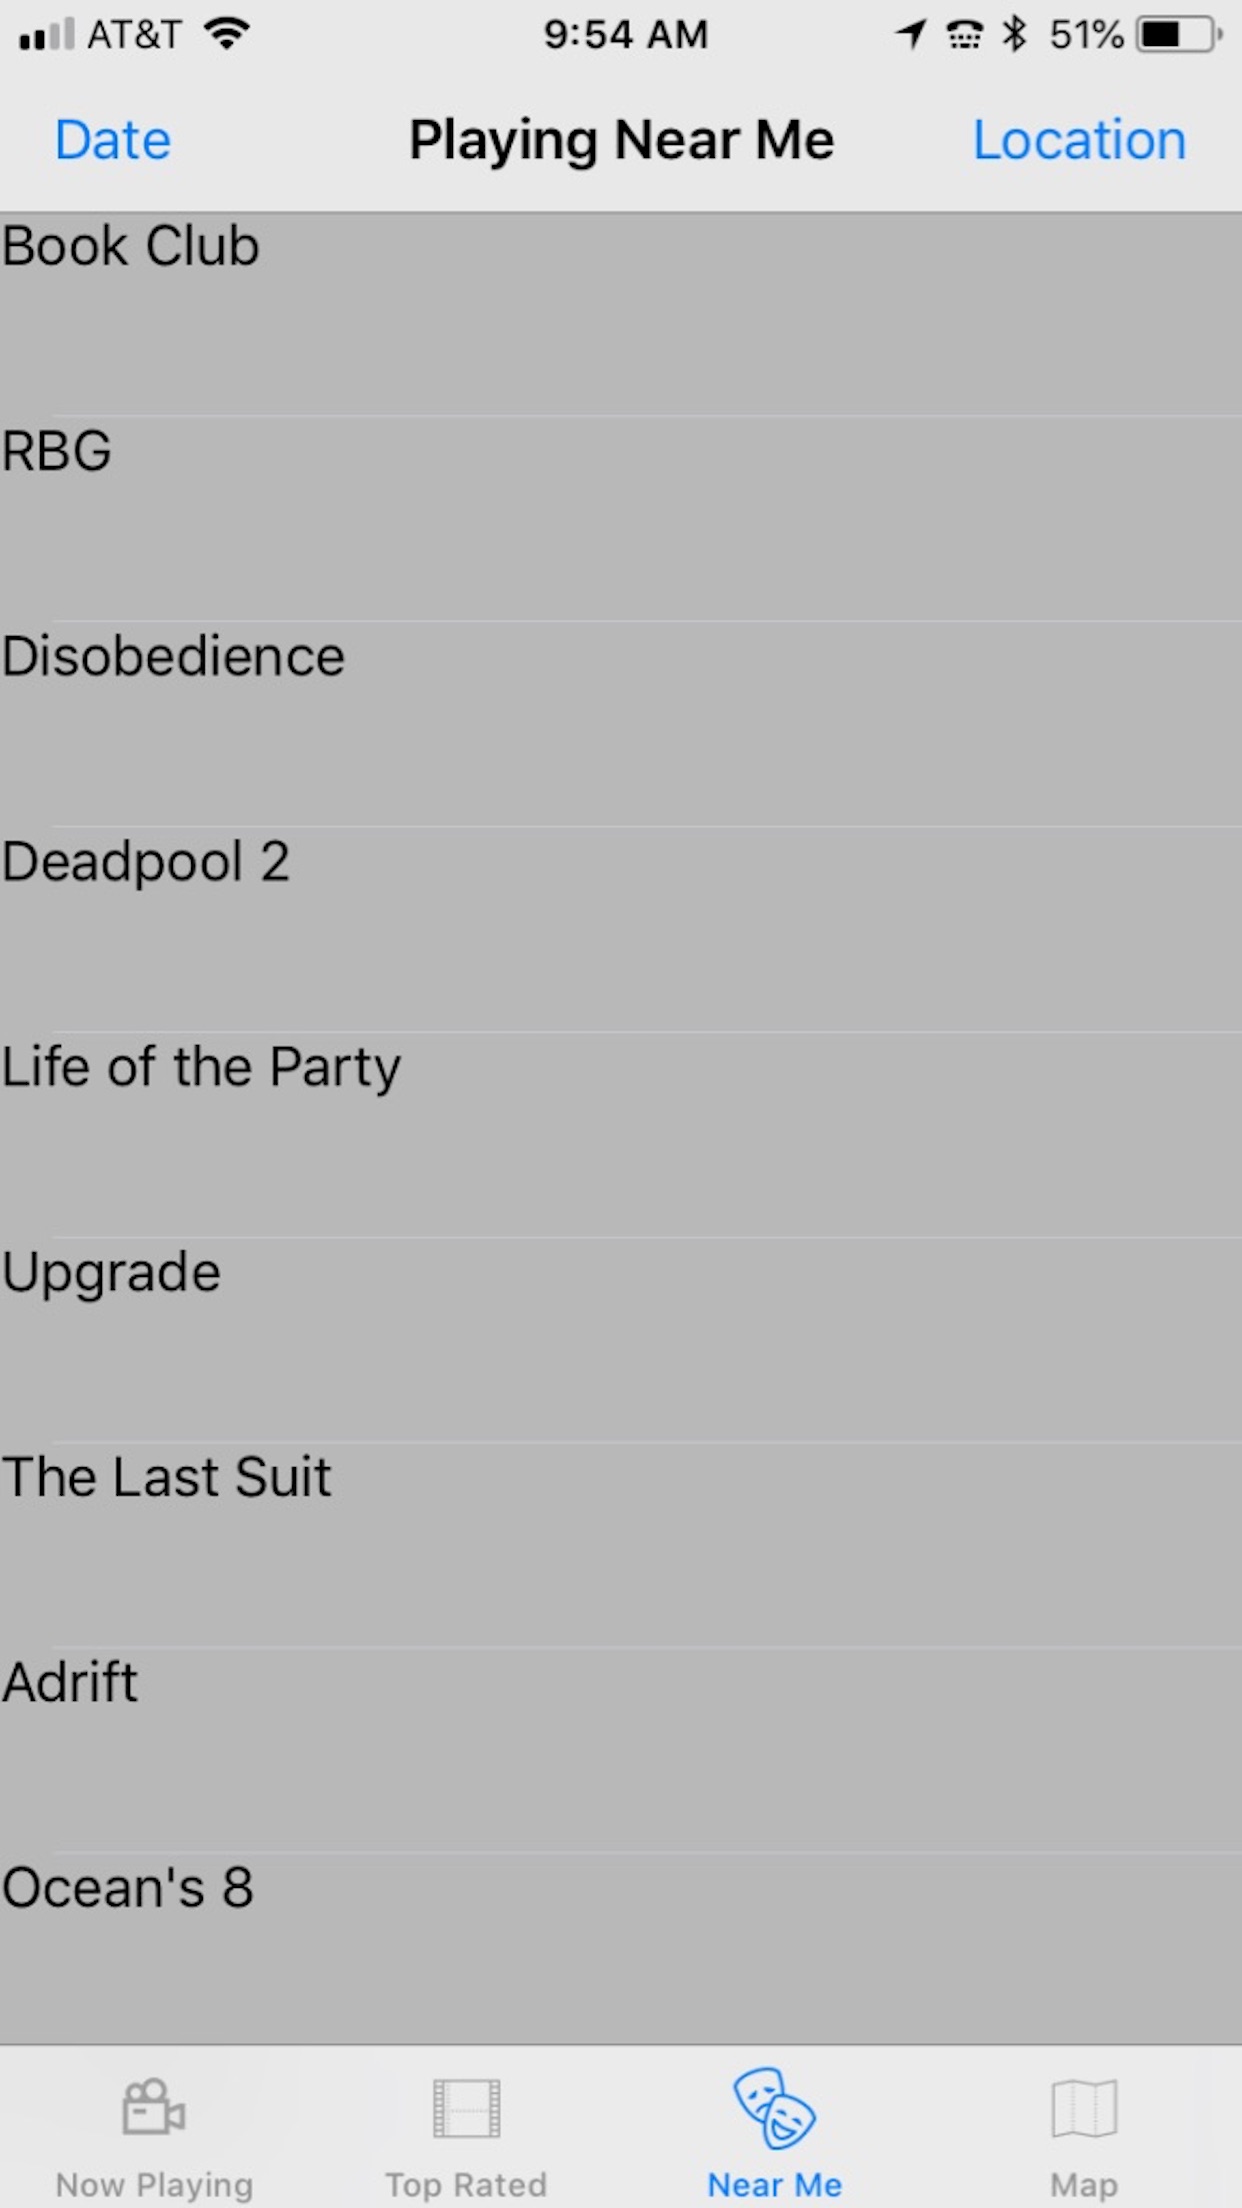 AT&T 9:54 AM 51%
Date Playing Near Me Location
Book Club
RBG
Disobedience
Deadpool 2
Life of the Party
Upgrade
The Last Suit
Adrift
Ocean's 8
Now Playing Top Rated Near Me Map